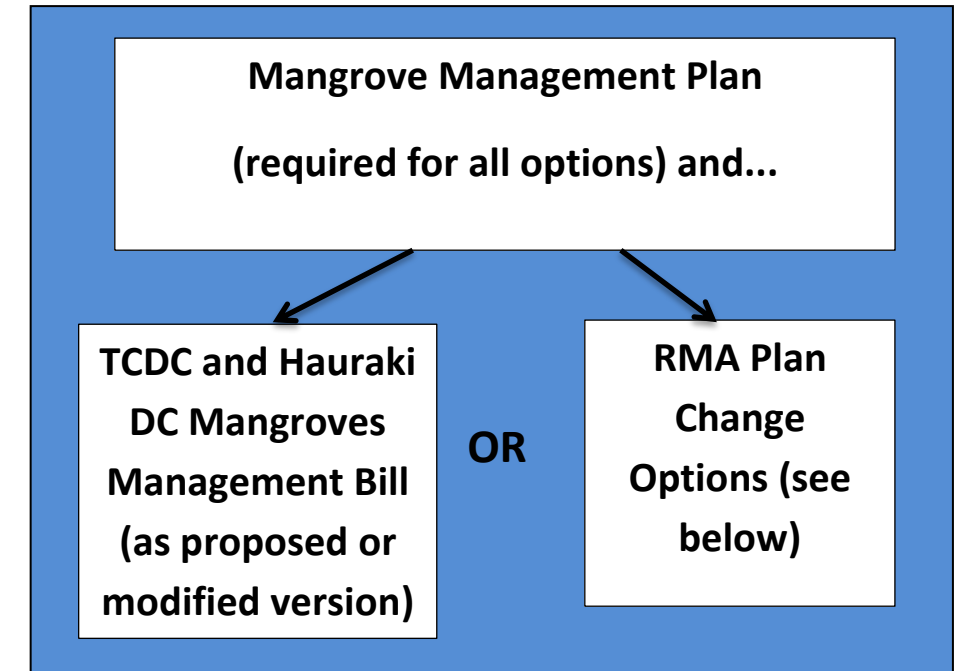 Mangrove Management Plan
(required for all options) and...
TCDC and Hauraki
DC Mangroves
Management Bill
(as proposed or
modified version)
OR
RMA Plan
Change
Options (see
below)